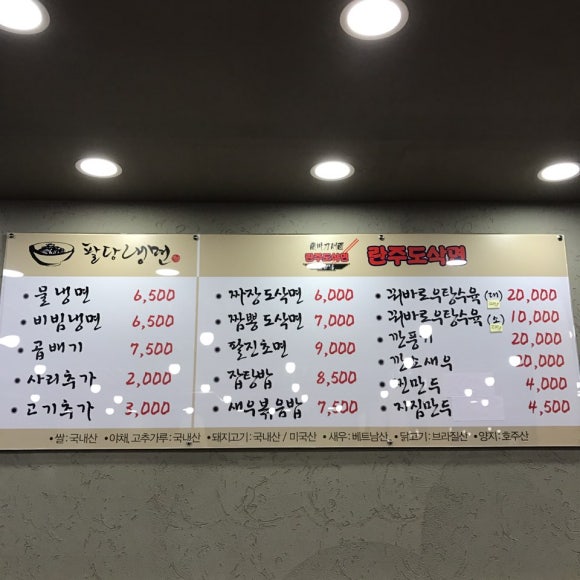 팔당냉면
• 물냉면 6,500
• 비빔냉면 6,500
• 곱배기 7,500
• 사리추가 2,000
• 고기추가 3,000
란주도삭면
란주도삭면
• 짜장도삭면 6,000
• 짬뽕도삭면 7,000
• 팔진초면 9,000
• 잡탕밥 8,500
• 새우볶음밥 7,500
• 꿔바로우탕수육 (대) 20,000
• 꿔바로우탕수육 (소) 10,000
• 깐풍기 20,000
• 깐쇼새우 20,000
• 군만두 4,000
• 지짐만두 4,500
• 쌀: 국내산 • 야채, 고추가루: 국내산 • 돼지고기: 국내산 / 미국산 • 새우: 베트남산 • 닭고기: 브라질산 • 양지: 호주산